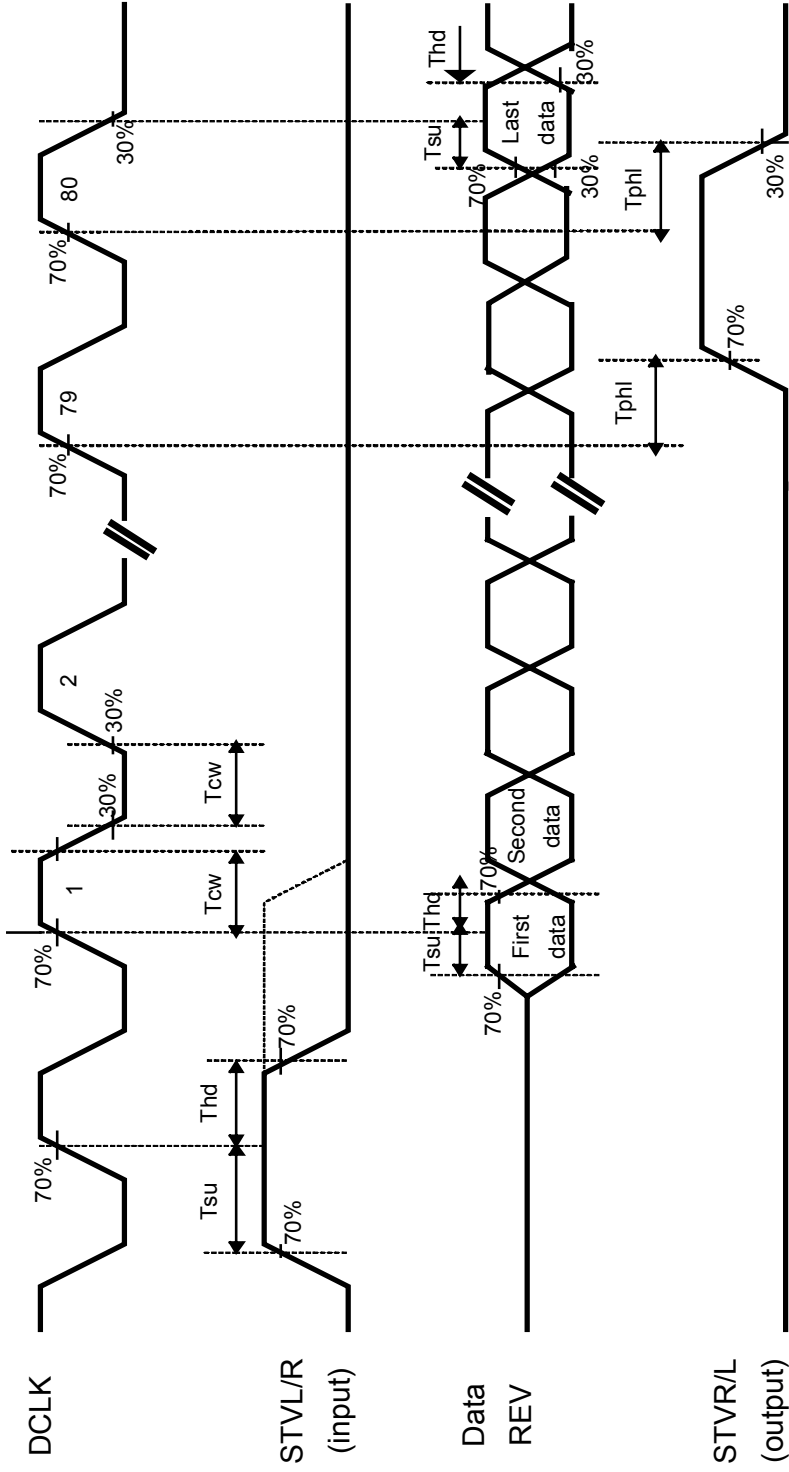 DCLK
70%
70%
1
30%
30%
2
70%
79
70%
80
30%
Tsu
Thd
Tcw
Tcw
STVL/R
(input)
70%
70%
Data
REV
70%
Tsu
Thd
70%
First
data
Second
data
70%
Tsu
Thd
Last
data
30%
30%
STVR/L
(output)
Tphl
70%
Tphl
30%